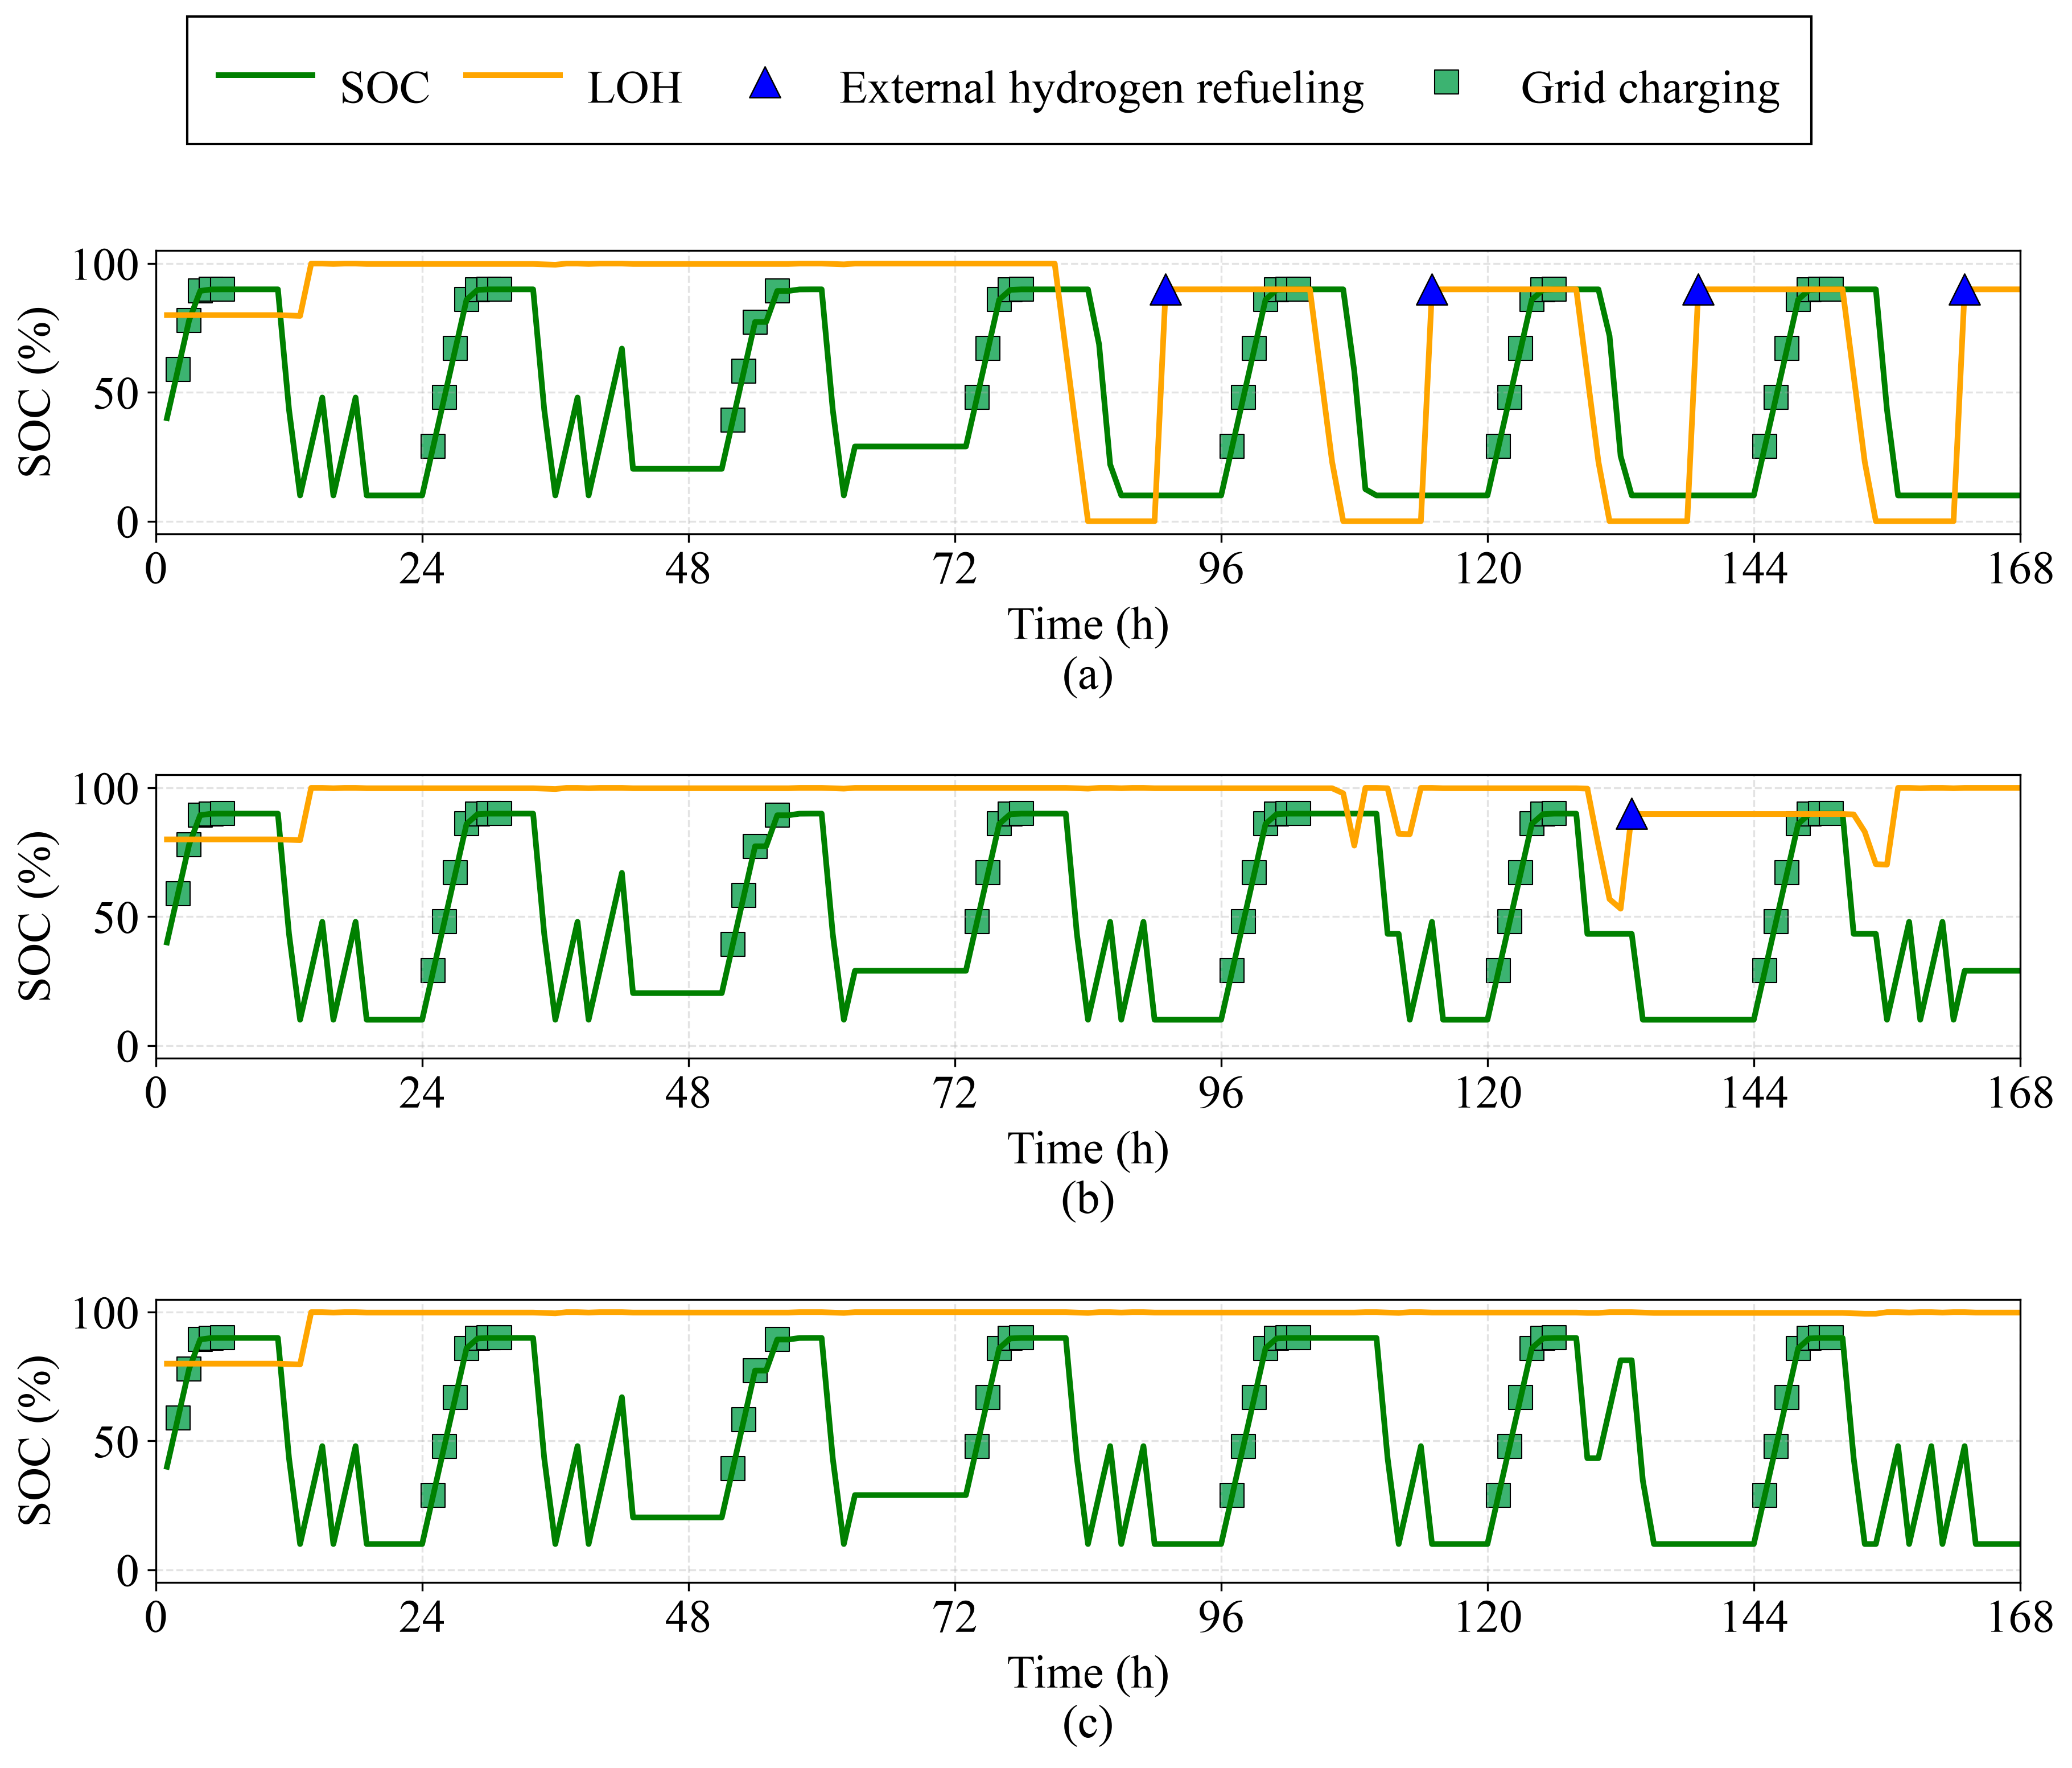 SOC LOH External hydrogen refueling Grid charging
100
50
0
SOC (%)
0 24 48 72 96 120 144 168
Time (h)
(a)
100
50
0
SOC (%)
0 24 48 72 96 120 144 168
Time (h)
(b)
100
50
0
SOC (%)
0 24 48 72 96 120 144 168
Time (h)
(c)